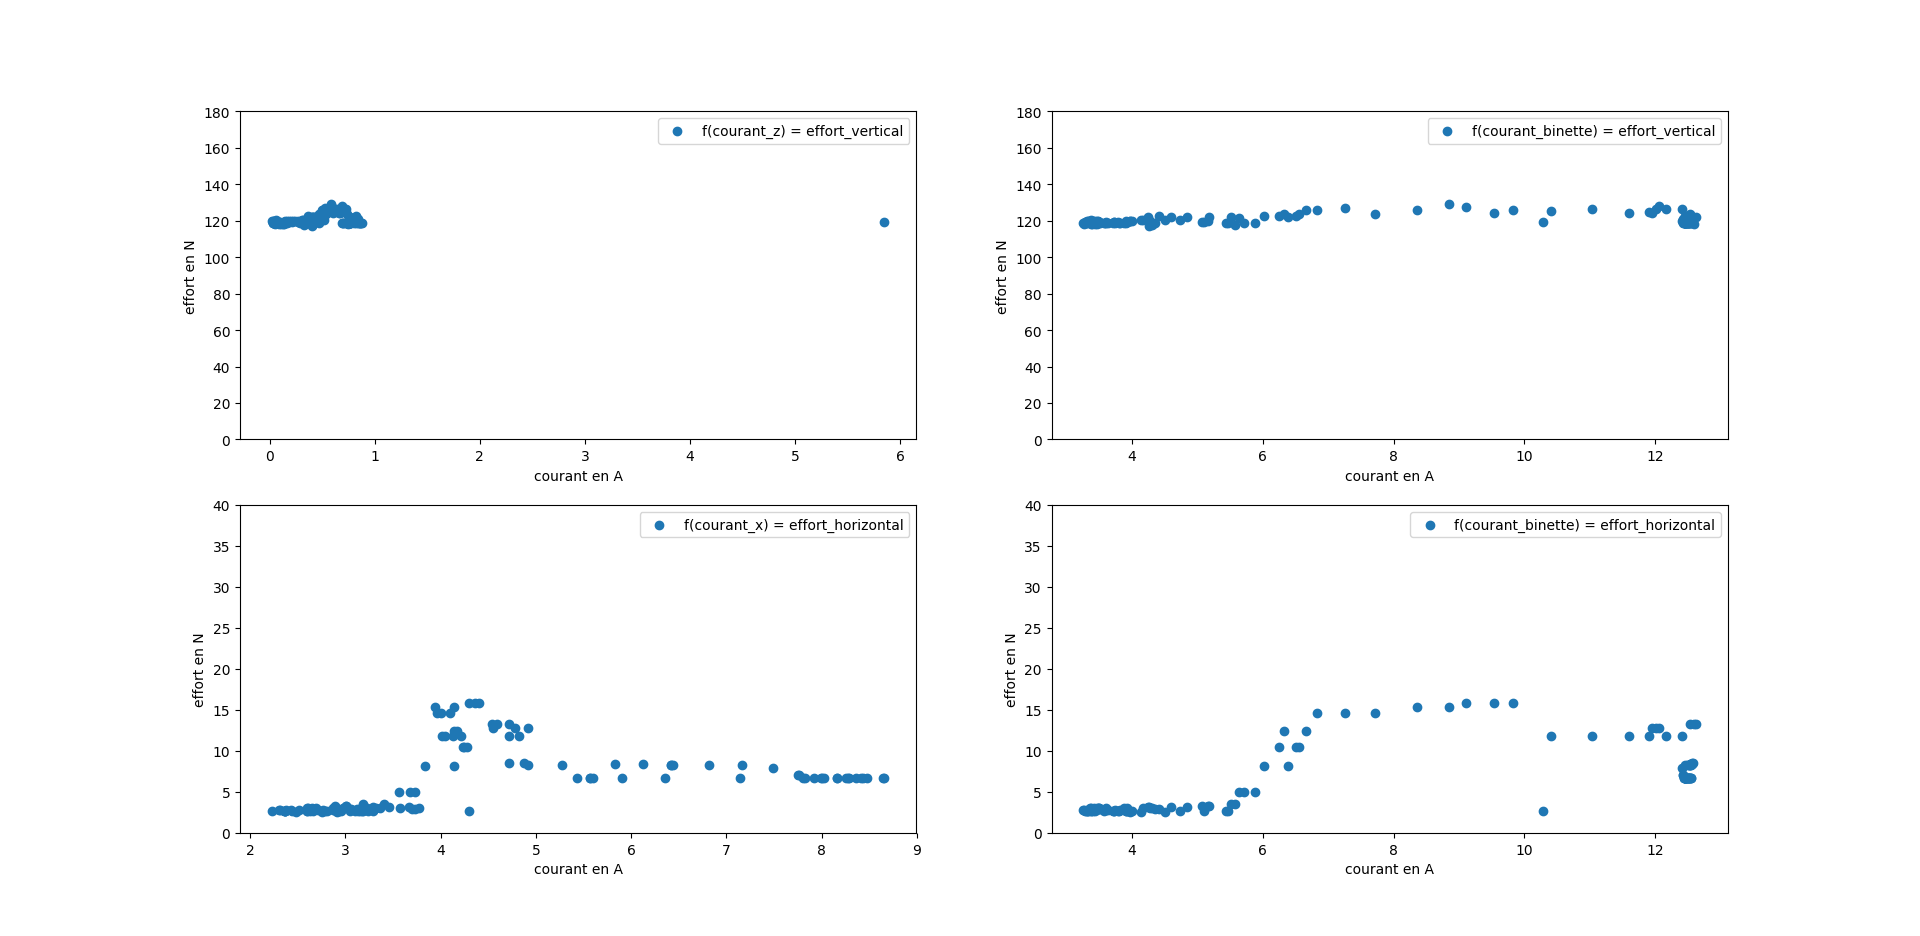 180
160
140
120
100
80
60
40
20
0
effort en N
f(courant_z) = effort_vertical
0 1 2 3 4 5 6
courant en A
180
160
140
120
100
80
60
40
20
0
effort en N
f(courant_binette) = effort_vertical
4 6 8 10 12
courant en A
40
35
30
25
20
15
10
5
0
effort en N
f(courant_x) = effort_horizontal
2 3 4 5 6 7 8 9
courant en A
40
35
30
25
20
15
10
5
0
effort en N
f(courant_binette) = effort_horizontal
4 6 8 10 12
courant en A